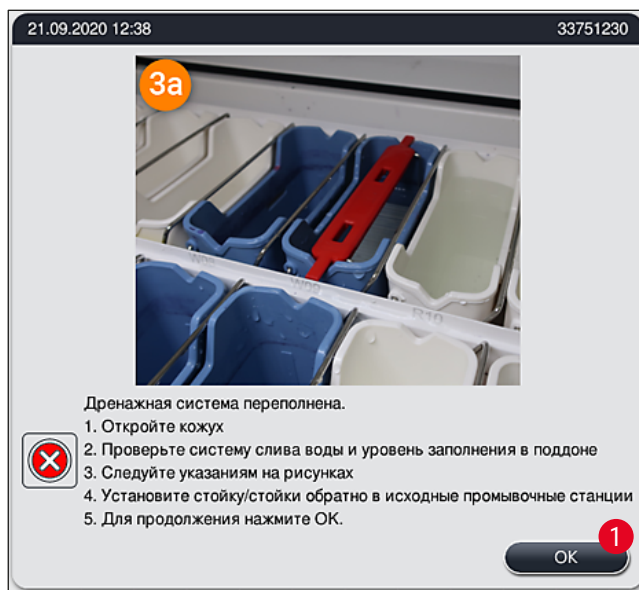 21.09.2020 12:38 33751230
3a
W08
W09
R10
Дренажная система переполнена.
1. Откройте кожух
2. Проверьте систему слива воды и уровень заполнения в поддоне
3. Следуйте указаниям на рисунках
4. Установите стойку/стойки обратно в исходные промывочные станции
5. Для продолжения нажмите OK.
1
OK